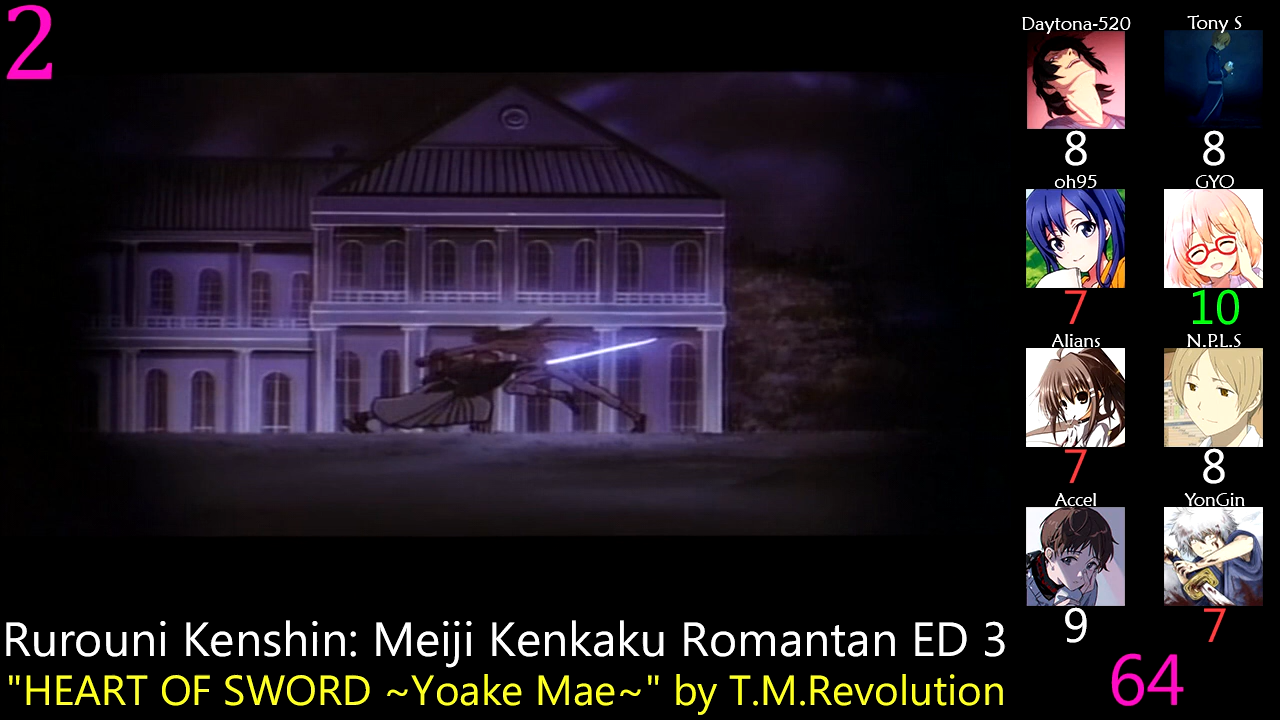 2
Daytona-520 Tony S
8 8
oh95 GYO
7 10
Alians N.P.L.S
7 8
Accel YonGin
9 7
Rurouni Kenshin: Meiji Kenkaku Romantan ED 3
"HEART OF SWORD ~Yoake Mae~" by T.M.Revolution
64